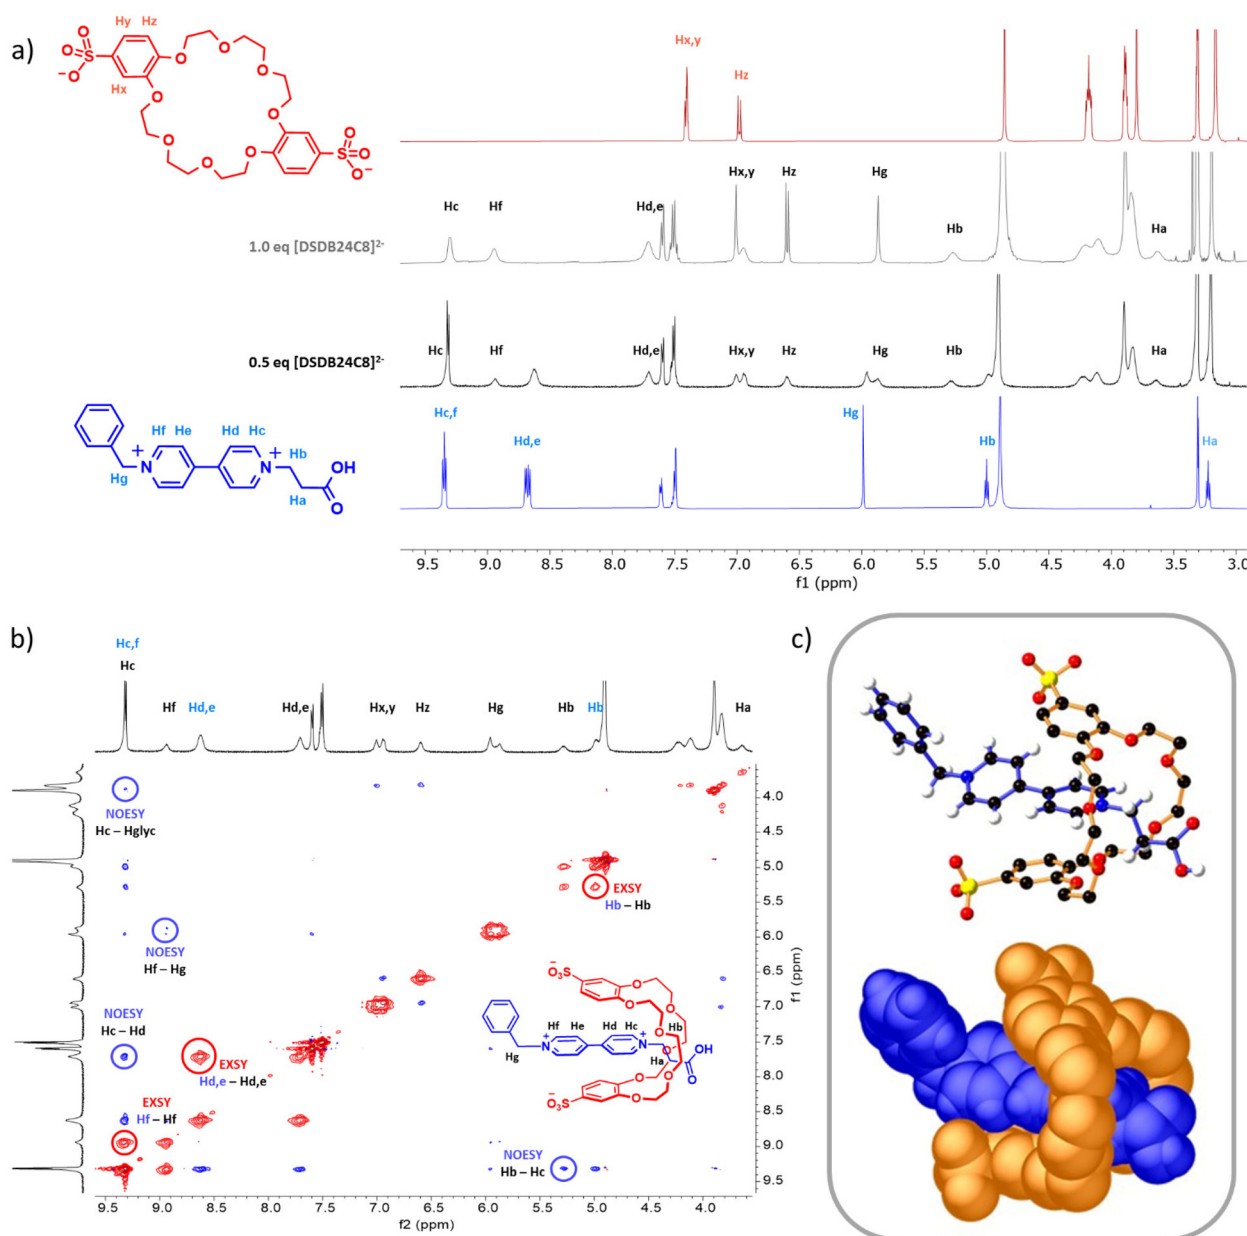 a)
Hy Hz
O
S
O
⁻O
Hx
O
O
O
O
O
O
O
O
O
S
O
O⁻
Hx,y
Hz
1.0 eq [DSDB24C8]²⁻
Hc
Hf
Hd,e
Hx,y
Hz
Hg
Hb
Ha
0.5 eq [DSDB24C8]²⁻
Hc
Hf
Hd,e
Hx,y
Hz
Hg
Hb
Ha
Hf He Hd Hc
+
+
Hb
N
N
OH
Hg
Ha
O
Hc,f
Hd,e
Hg
Hb
Ha
9.5 9.0 8.5 8.0 7.5 7.0 6.5 6.0 5.5 5.0 4.5 4.0 3.5 3.0
f1 (ppm)
b)
Hc,f
Hc
Hf
Hd,e
Hd,e
Hx,y
Hz
Hg
Hb
Hb
Ha
NOESY
Hc – Hglyc
EXSY
Hb – Hb
NOESY
Hf – Hg
NOESY
Hc – Hd
EXSY
Hd,e – Hd,e
EXSY
Hf – Hf
NOESY
Hb – Hc
⁻O₃S
O
O
O
O
O
O
O
O
⁻O₃S
Hf He Hd Hc Hb
+
+
N
N
Hg
Ha
OH
O
4.0
4.5
5.0
5.5
6.0
6.5
7.0
7.5
8.0
8.5
9.0
9.5
f1 (ppm)
9.5 9.0 8.5 8.0 7.5 7.0 6.5 6.0 5.5 5.0 4.5 4.0
f2 (ppm)
c)